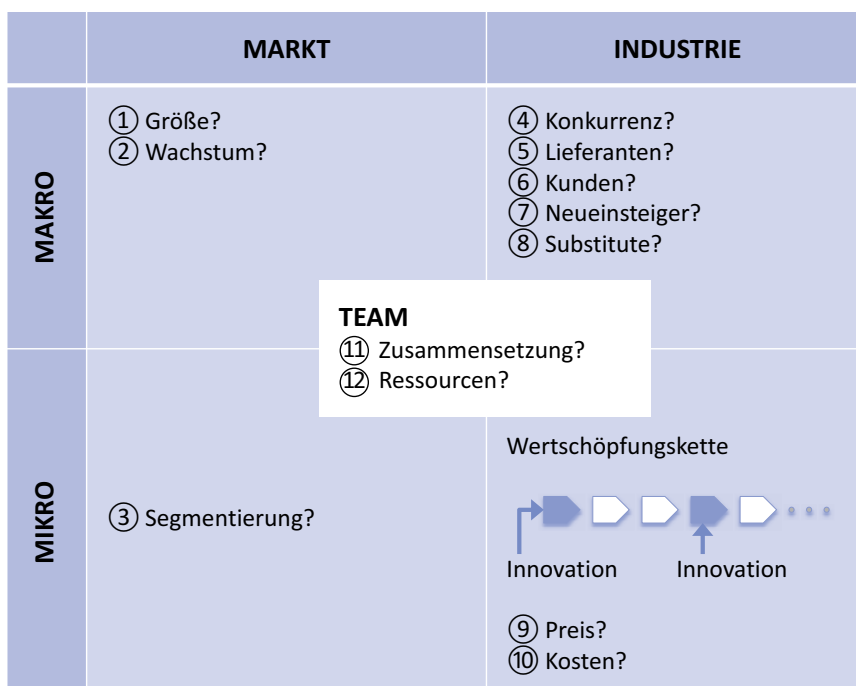 MARKT
INDUSTRIE
MAKRO
① Größe?
② Wachstum?
④ Konkurrenz?
⑤ Lieferanten?
⑥ Kunden?
⑦ Neueinsteiger?
⑧ Substitute?
TEAM
⑪ Zusammensetzung?
⑫ Ressourcen?
MIKRO
③ Segmentierung?
Wertschöpfungskette
Innovation
Innovation
⑨ Preis?
⑩ Kosten?